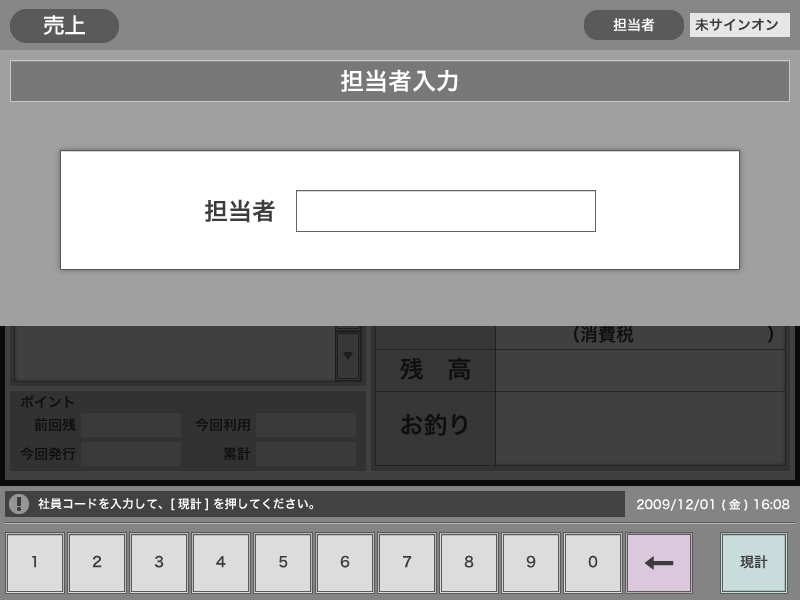 売上
担当者 未サインオン
担当者入力
担当者
(消費税 )
残 高
お釣り
ポイント
前回残 今回利用
今回発行 累計
社員コードを入力して、[ 現計 ] を押してください。
2009/12/01 ( 金 ) 16:08
1 2 3 4 5 6 7 8 9 0 ← 現計